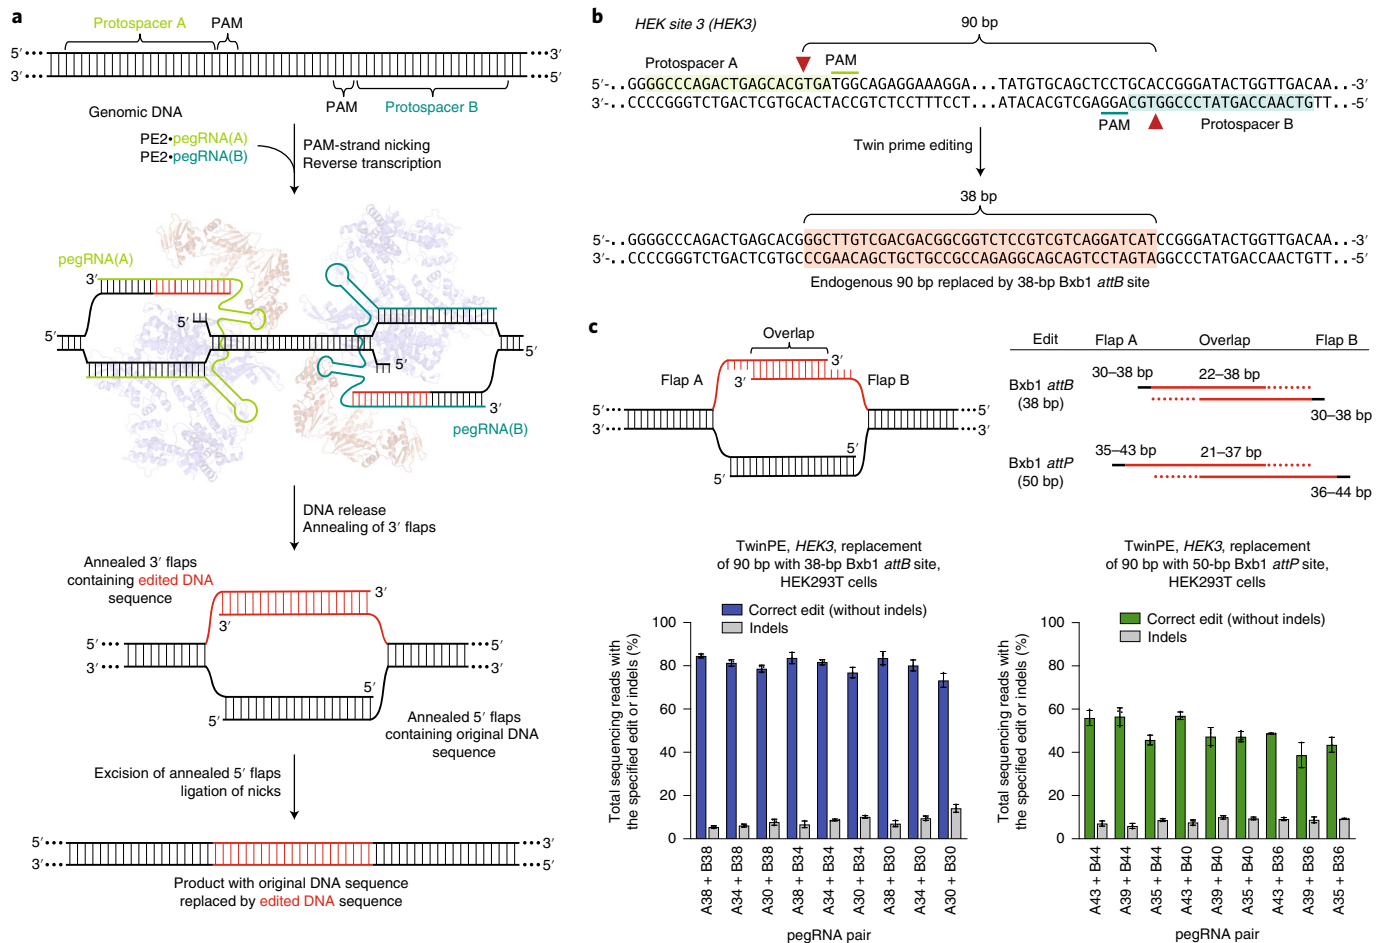 a
Protospacer A
PAM
5′
3′
3′
5′
PAM
Protospacer B
Genomic DNA
PE2•pegRNA(A)
PE2•pegRNA(B)
PAM-strand nicking
Reverse transcription
pegRNA(A)
3′
5′
5′
5′
5′
3′
pegRNA(B)
DNA release
Annealing of 3′ flaps
Annealed 3′ flaps
containing edited DNA
sequence
3′
3′
5′
3′
3′
5′
5′
5′
Annealed 5′ flaps
containing original DNA
sequence
Excision of annealed 5′ flaps
ligation of nicks
5′
3′
3′
5′
Product with original DNA sequence
replaced by edited DNA sequence
b
HEK site 3 (HEK3)
90 bp
Protospacer A
PAM
5′-..GGGGCCCAGACTGAGCACGTGATGGCAGAGGAAAGGA...TATGTGCAGCTCCTGCACCGGGATACTGGTTGACAA..-3′
3′-..CCCCGGGTCTGACTCGTGCACTACCGTCTCCTTTCCT...ATACACGTCGAGGACGTGGCCCTATGACCAACTGTT..-5′
PAM
Protospacer B
Twin prime editing
38 bp
5′-..GGGGCCCAGACTGAGCACGGGCTTGTCGACGACGGCGGTCTCCGTCGTCAGGATCATCCGGGATACTGGTTGACAA..-3′
3′-..CCCCGGGTCTGACTCGTGCCCGAACAGCTGCTGCCGCCAGAGGCAGCAGTCCTAGTAGGCCCTATGACCAACTGTT..-5′
Endogenous 90 bp replaced by 38-bp Bxb1 attB site
c
Overlap
3′
Flap A
3′
Flap B
5′
3′
5′
3′
5′
5′
Edit
Flap A
Overlap
Flap B
Bxb1 attB
(38 bp)
30–38 bp
22–38 bp
30–38 bp
Bxb1 attP
(50 bp)
35–43 bp
21–37 bp
36–44 bp
TwinPE, HEK3, replacement
of 90 bp with 38-bp Bxb1 attB site,
HEK293T cells
Correct edit (without indels)
Indels
Total sequencing reads with
the specified edit or indels (%)
100
80
60
40
20
0
A38 + B38
A34 + B38
A30 + B38
A38 + B34
A34 + B34
A30 + B34
A38 + B30
A34 + B30
A30 + B30
pegRNA pair
TwinPE, HEK3, replacement
of 90 bp with 50-bp Bxb1 attP site,
HEK293T cells
Correct edit (without indels)
Indels
Total sequencing reads with
the specified edit or indels (%)
100
80
60
40
20
0
A43 + B44
A39 + B44
A35 + B44
A43 + B40
A39 + B40
A35 + B40
A43 + B36
A39 + B36
A35 + B36
pegRNA pair